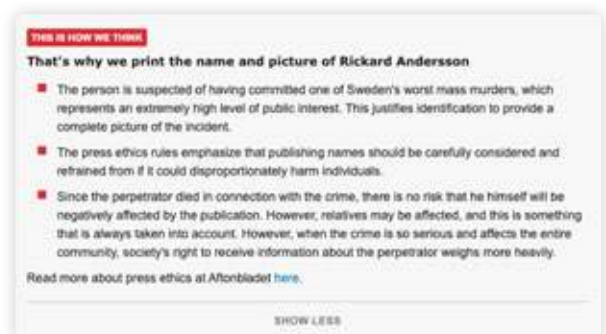 THIS IS HOW WE THINK
That's why we print the name and picture of Rickard Andersson
The person is suspected of having committed one of Sweden's worst mass murders, which
represents an extremely high level of public interest. This justifies identification to provide a
complete picture of the incident.
The press ethics rules emphasize that publishing names should be carefully considered and
refrained from if it could disproportionately harm individuals.
Since the perpetrator died in connection with the crime, there is no risk that he himself will be
negatively affected by the publication. However, relatives may be affected, and this is something
that is always taken into account. However, when the crime is so serious and affects the entire
community, society's right to receive information about the perpetrator weighs more heavily.
Read more about press ethics at Aftonbladet here.
SHOW LESS